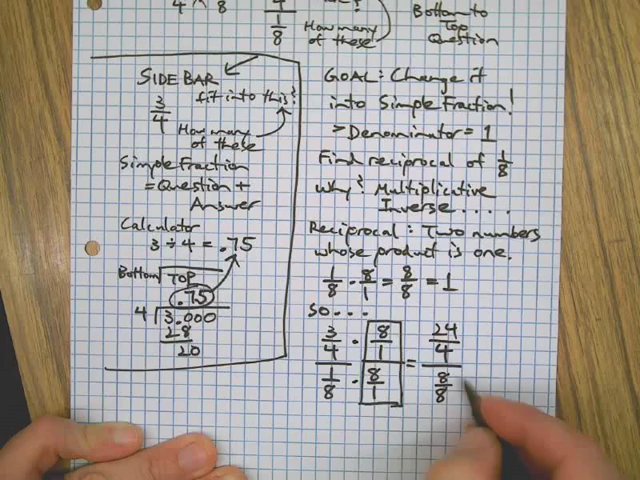 4 8
4
1
8
How many
of these
Bottom to
Top
Question
SIDEBAR
3
4
fit into this?
How many
of these
Simple Fraction
= Question +
Answer
Calculator
3 ÷ 4 = .75
Bottom TOP
.75
4 3.000
28
20
GOAL: Change it
into Simple Fraction!
> Denominator = 1
Find reciprocal of 1/8
Why? Multiplicative
Inverse....
Reciprocal: Two numbers
whose product is one.
1/8 · 8/1 = 8/8 = 1
So...
3/4 · 8/1 = 24/4
1/8 · 8/1 8/8